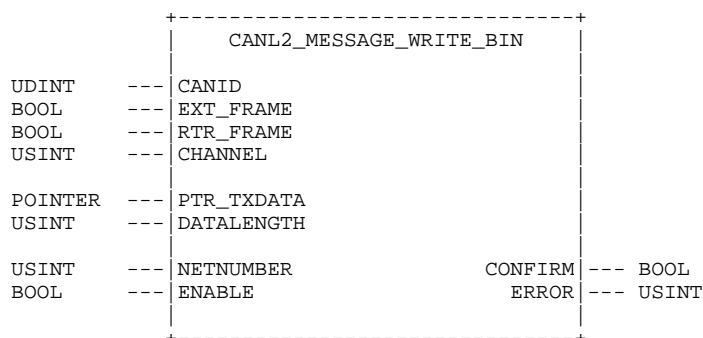 CANL2_MESSAGE_WRITE_BIN
UDINT ---|CANID
BOOL ---|EXT_FRAME
BOOL ---|RTR_FRAME
USINT ---|CHANNEL
POINTER ---|PTR_TXDATA
USINT ---|DATALENGTH
USINT ---|NETNUMBER CONFIRM|--- BOOL
BOOL ---|ENABLE ERROR|--- USINT